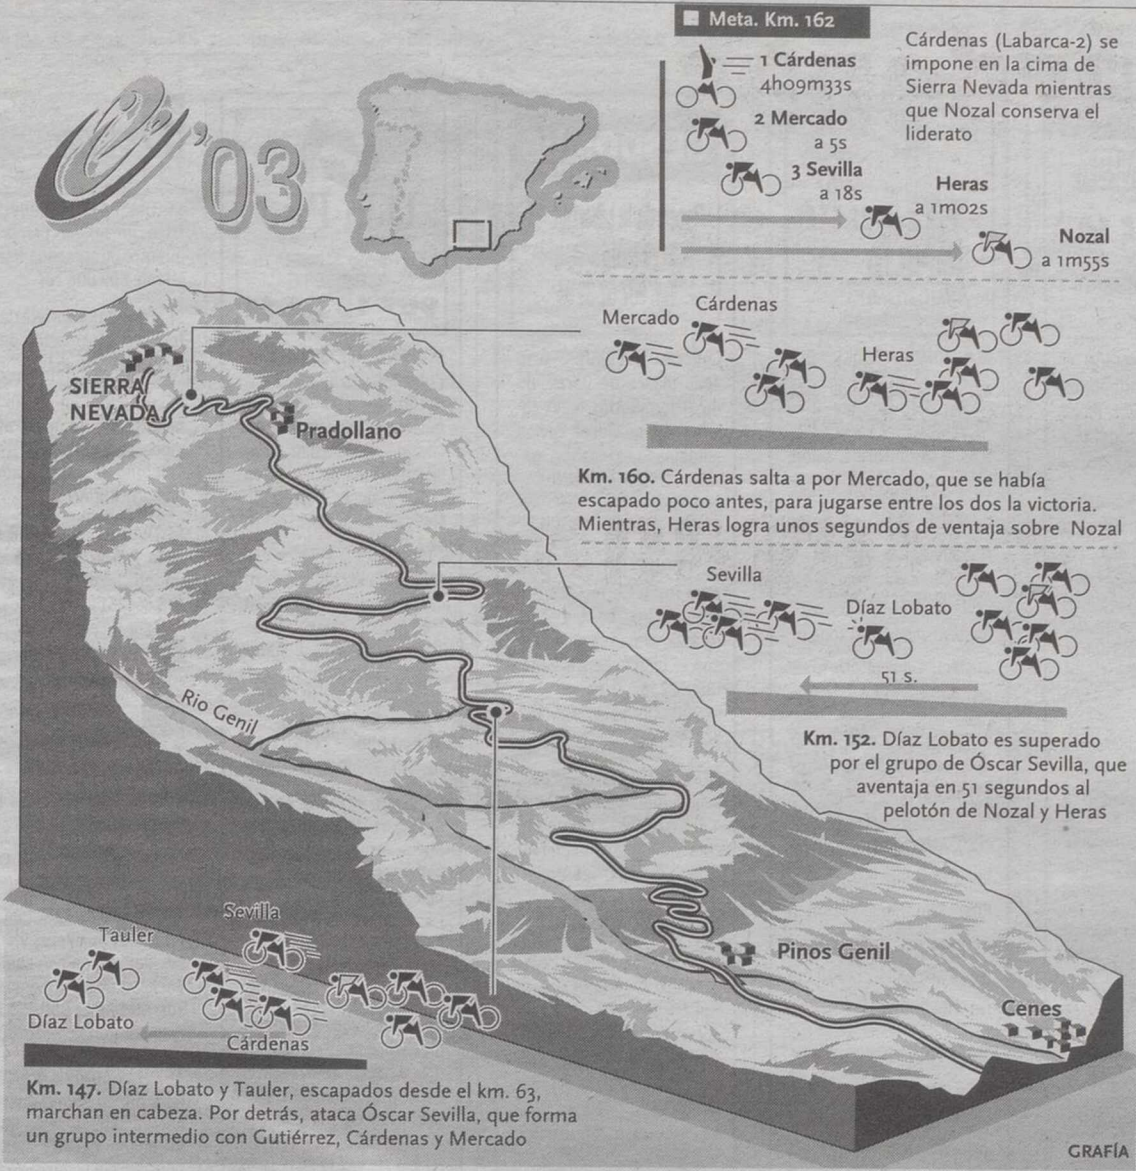 '03
Meta. Km. 162
1 Cárdenas
4h09m33s
2 Mercado
a 5s
3 Sevilla
a 18s
Heras
a 1m02s
Nozal
a 1m55s
Cárdenas (Labarca-2) se
impone en la cima de
Sierra Nevada mientras
que Nozal conserva el
liderato
Mercado
Cárdenas
Heras
Km. 160. Cárdenas salta a por Mercado, que se había
escapado poco antes, para jugarse entre los dos la victoria.
Mientras, Heras logra unos segundos de ventaja sobre Nozal
SIERRA
NEVADA
Pradollano
Sevilla
Díaz Lobato
51 s.
Km. 152. Díaz Lobato es superado
por el grupo de Óscar Sevilla, que
aventaja en 51 segundos al
pelotón de Nozal y Heras
Rio Genil
Pinos Genil
Cenes
Sevilla
Tauler
Díaz Lobato
Cárdenas
Km. 147. Díaz Lobato y Tauler, escapados desde el km. 63,
marchan en cabeza. Por detrás, ataca Óscar Sevilla, que forma
un grupo intermedio con Gutiérrez, Cárdenas y Mercado
GRAFÍA